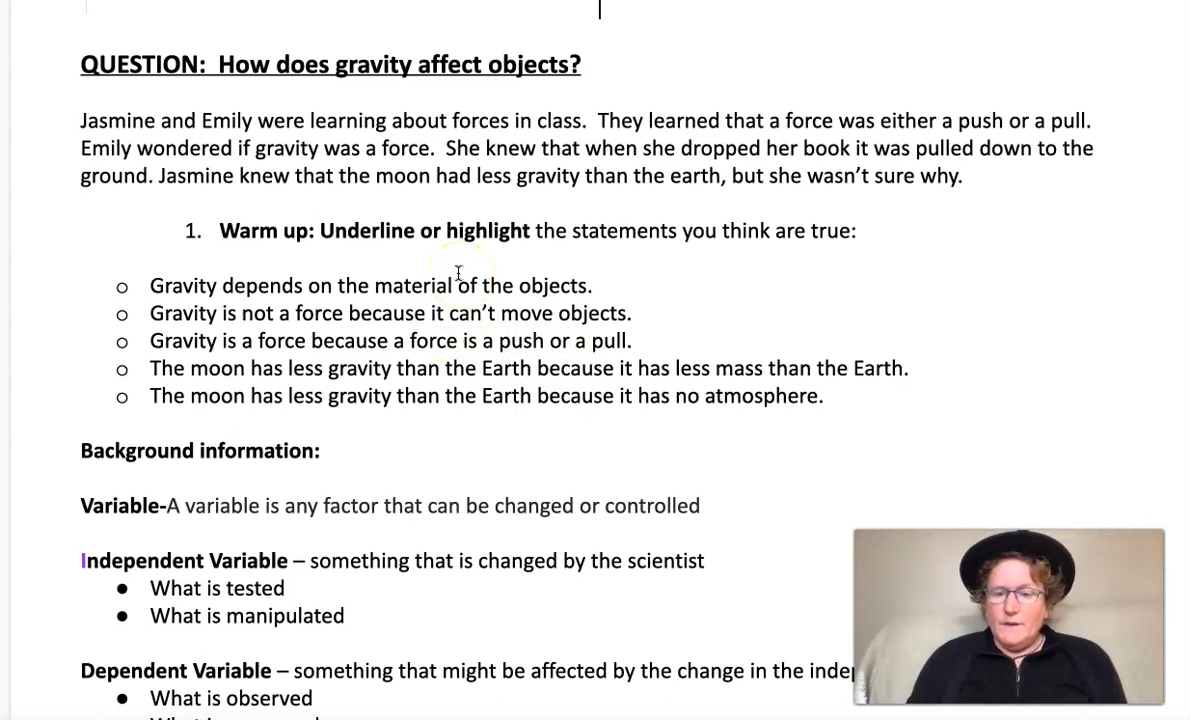 QUESTION:  How does gravity affect objects?
Jasmine and Emily were learning about forces in class.  They learned that a force was either a push or a pull.
Emily wondered if gravity was a force.  She knew that when she dropped her book it was pulled down to the
ground. Jasmine knew that the moon had less gravity than the earth, but she wasn't sure why.
1. Warm up: Underline or highlight the statements you think are true:
o Gravity depends on the material of the objects.
o Gravity is not a force because it can't move objects.
o Gravity is a force because a force is a push or a pull.
o The moon has less gravity than the Earth because it has less mass than the Earth.
o The moon has less gravity than the Earth because it has no atmosphere.
Background information:
Variable-A variable is any factor that can be changed or controlled
Independent Variable – something that is changed by the scientist
● What is tested
● What is manipulated
Dependent Variable – something that might be affected by the change in the
● What is observed